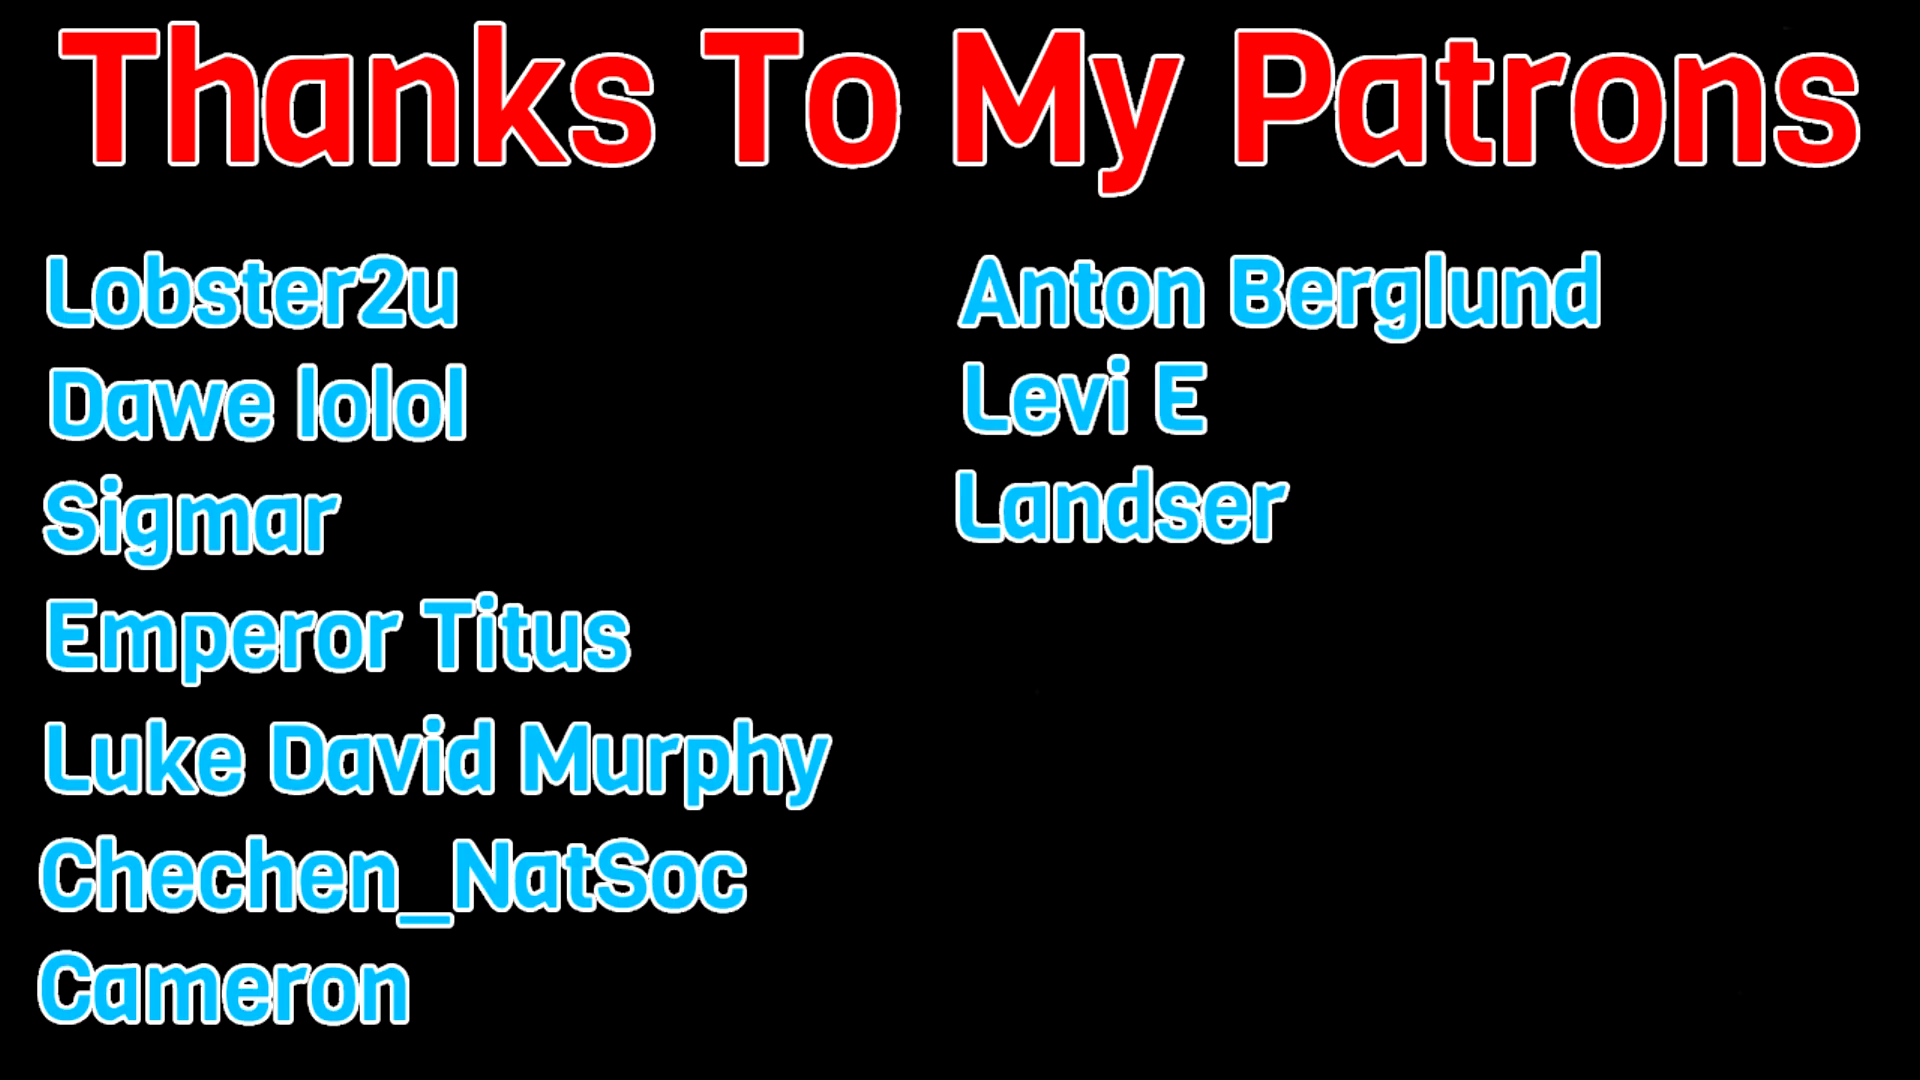 Thanks To My Patrons
Lobster2u
Dawe lolol
Sigmar
Emperor Titus
Luke David Murphy
Chechen_NatSoc
Cameron
Anton Berglund
Levi E
Landser